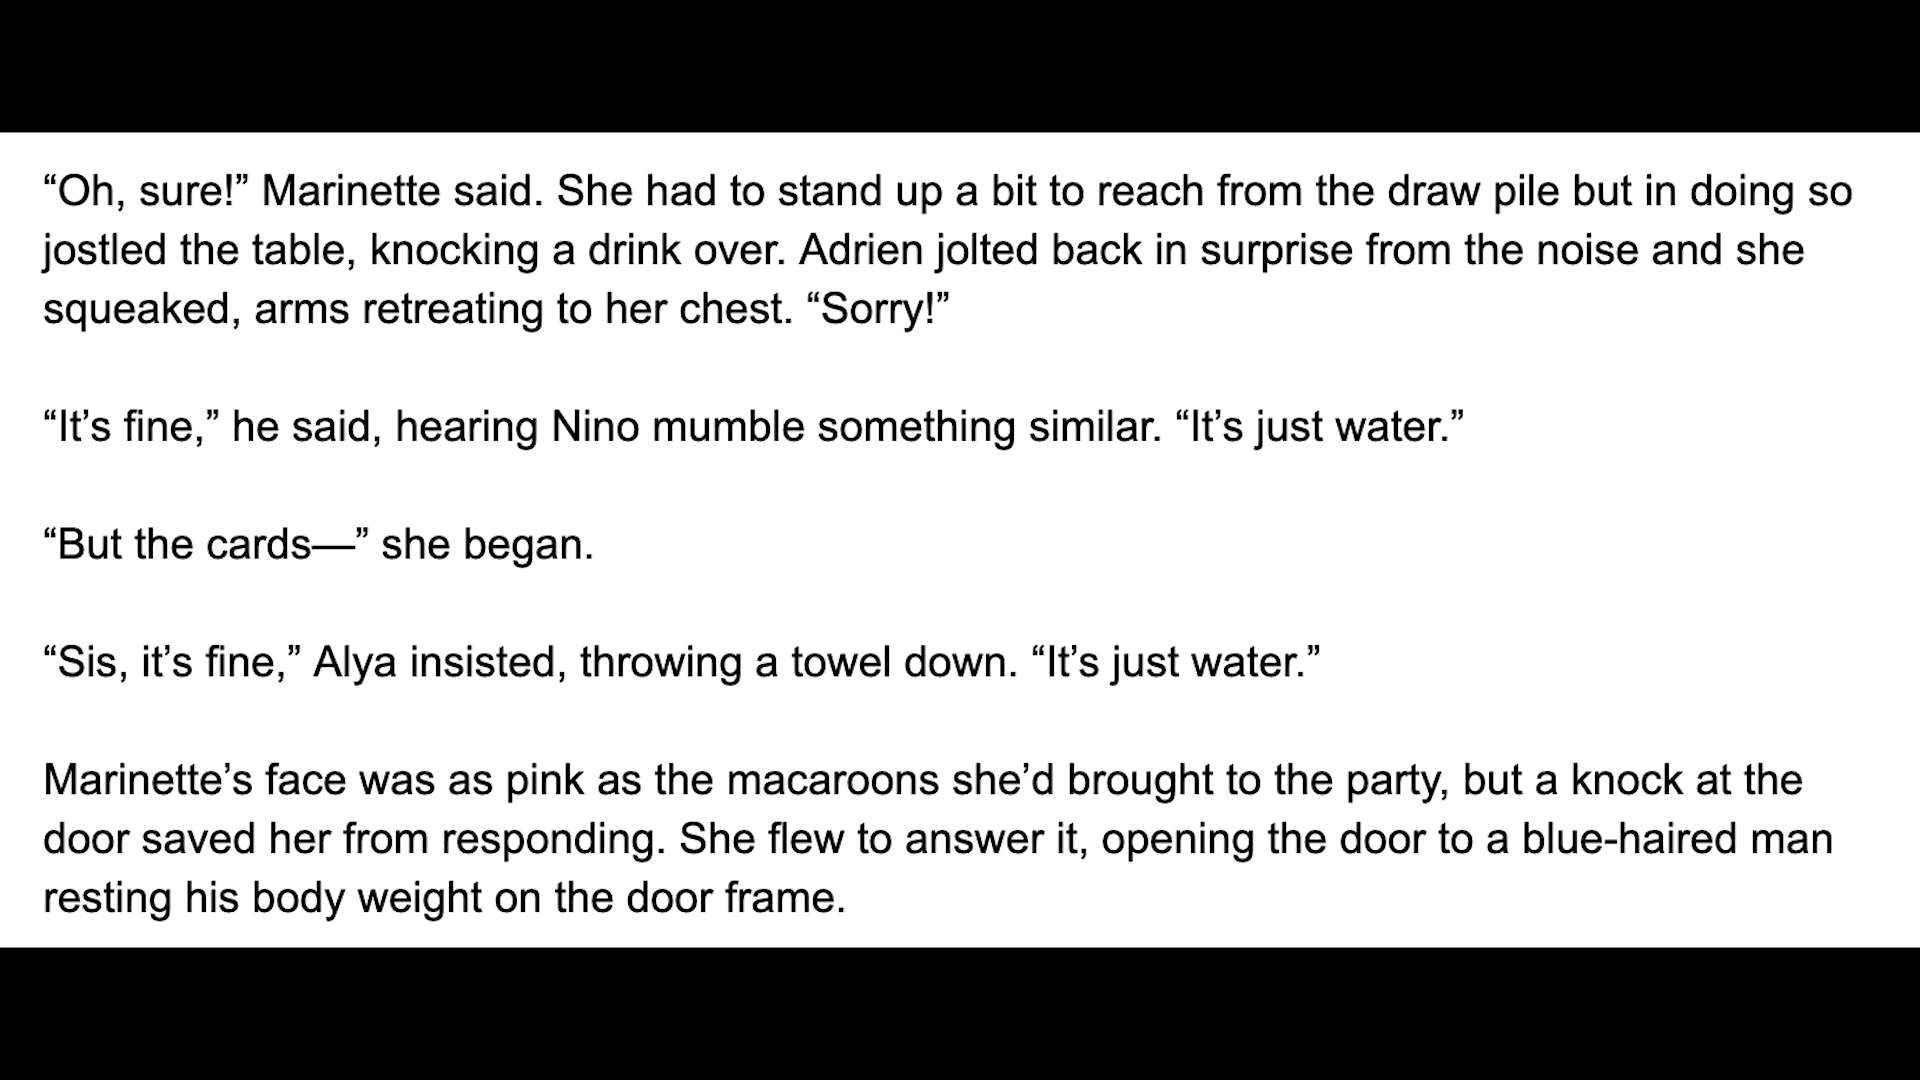 “Oh, sure!” Marinette said. She had to stand up a bit to reach from the draw pile but in doing so
jostled the table, knocking a drink over. Adrien jolted back in surprise from the noise and she
squeaked, arms retreating to her chest. “Sorry!”
“It’s fine,” he said, hearing Nino mumble something similar. “It’s just water.”
“But the cards—” she began.
“Sis, it’s fine,” Alya insisted, throwing a towel down. “It’s just water.”
Marinette’s face was as pink as the macaroons she’d brought to the party, but a knock at the
door saved her from responding. She flew to answer it, opening the door to a blue-haired man
resting his body weight on the door frame.